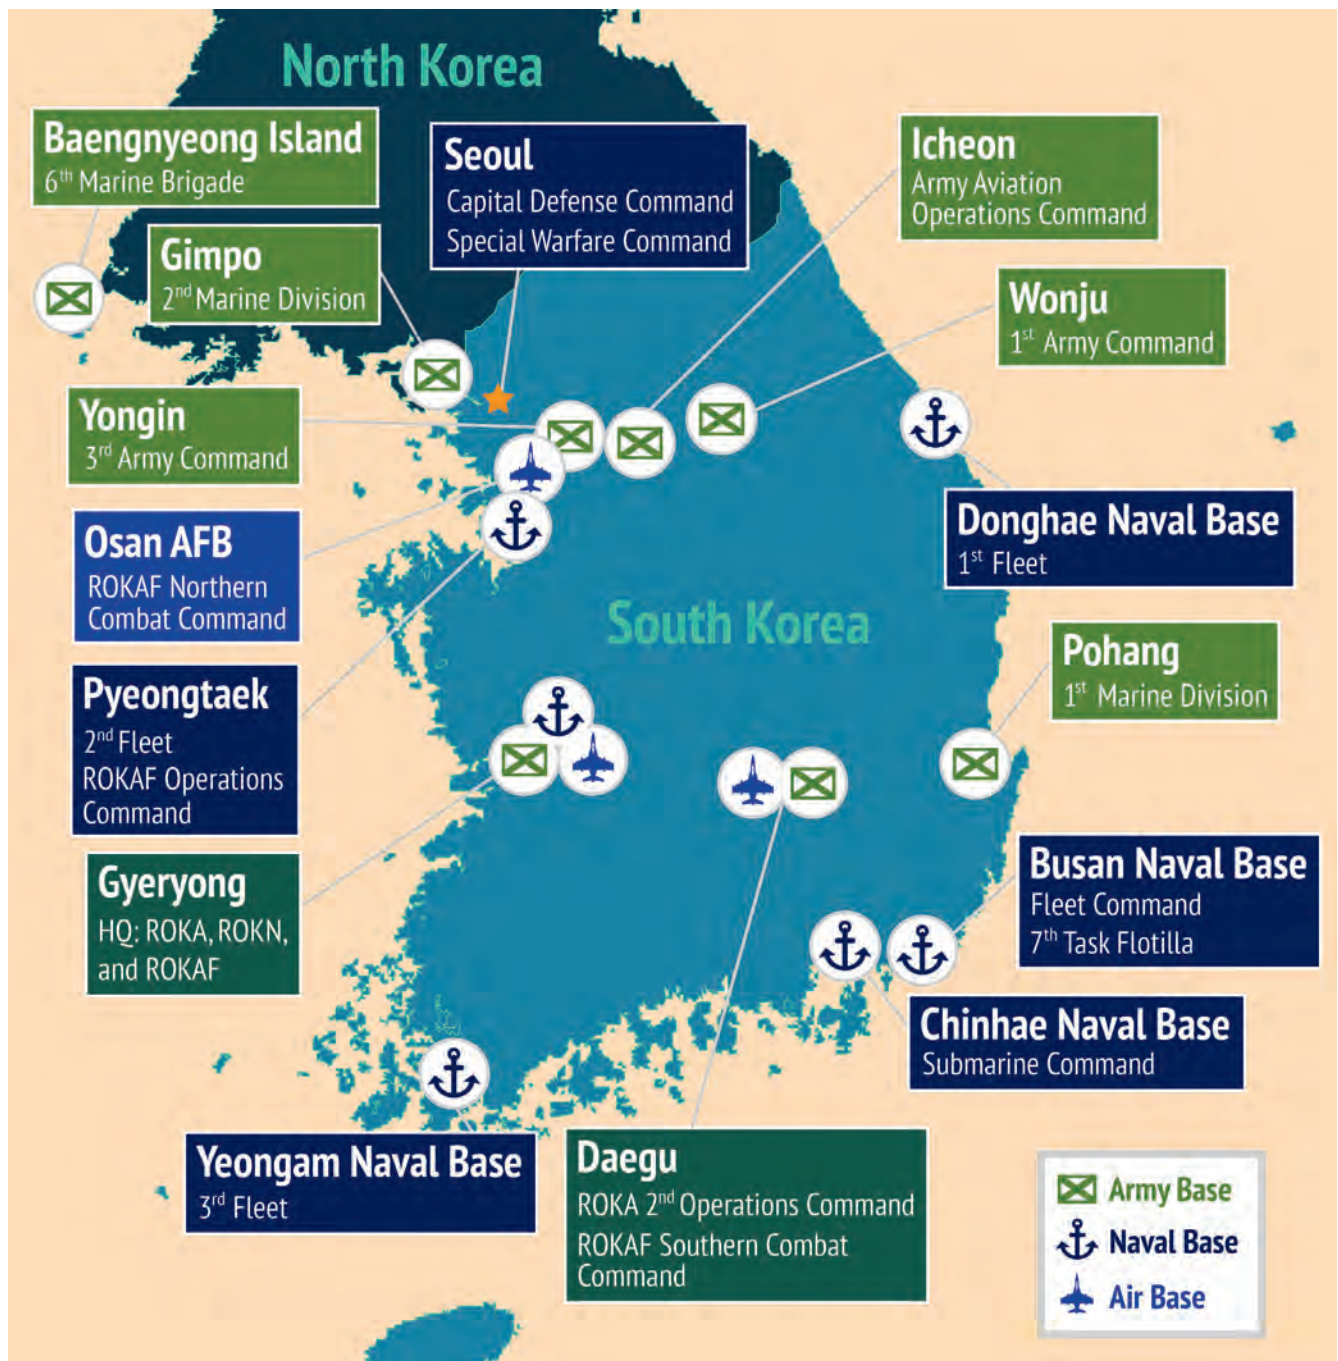 North Korea
Baengnyeong Island
6th Marine Brigade
Seoul
Capital Defense Command
Special Warfare Command
Icheon
Army Aviation
Operations Command
Gimpo
2nd Marine Division
Wonju
1st Army Command
Yongin
3rd Army Command
Osan AFB
ROKAF Northern
Combat Command
Donghae Naval Base
1st Fleet
South Korea
Pohang
1st Marine Division
Pyeongtaek
2nd Fleet
ROKAF Operations
Command
Gyeryong
HQ: ROKA, ROKN,
and ROKAF
Busan Naval Base
Fleet Command
7th Task Flotilla
Chinhae Naval Base
Submarine Command
Yeongam Naval Base
3rd Fleet
Daegu
ROKA 2nd Operations Command
ROKAF Southern Combat
Command
Army Base
Naval Base
Air Base